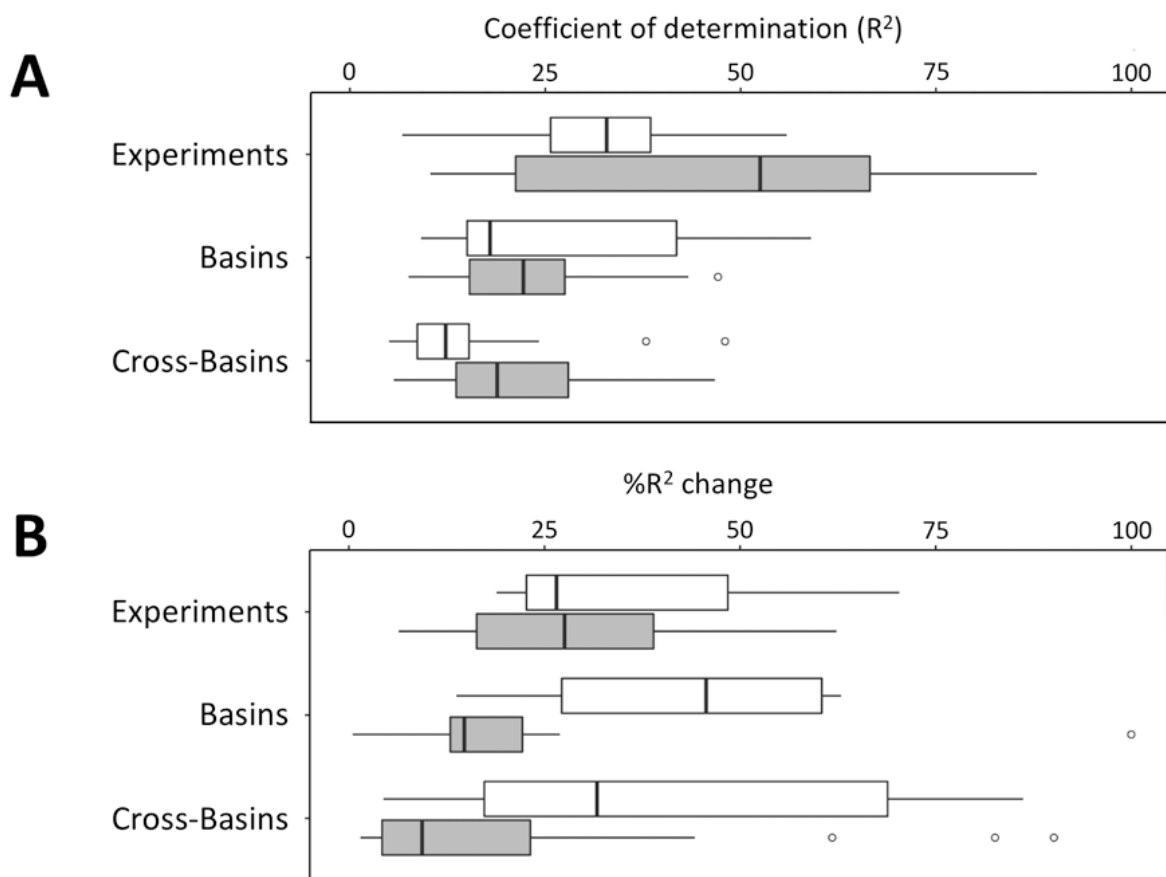 Coefficient of determination (R²)
A
0 25 50 75 100
Experiments
Basins
Cross-Basins
%R² change
B
0 25 50 75 100
Experiments
Basins
Cross-Basins